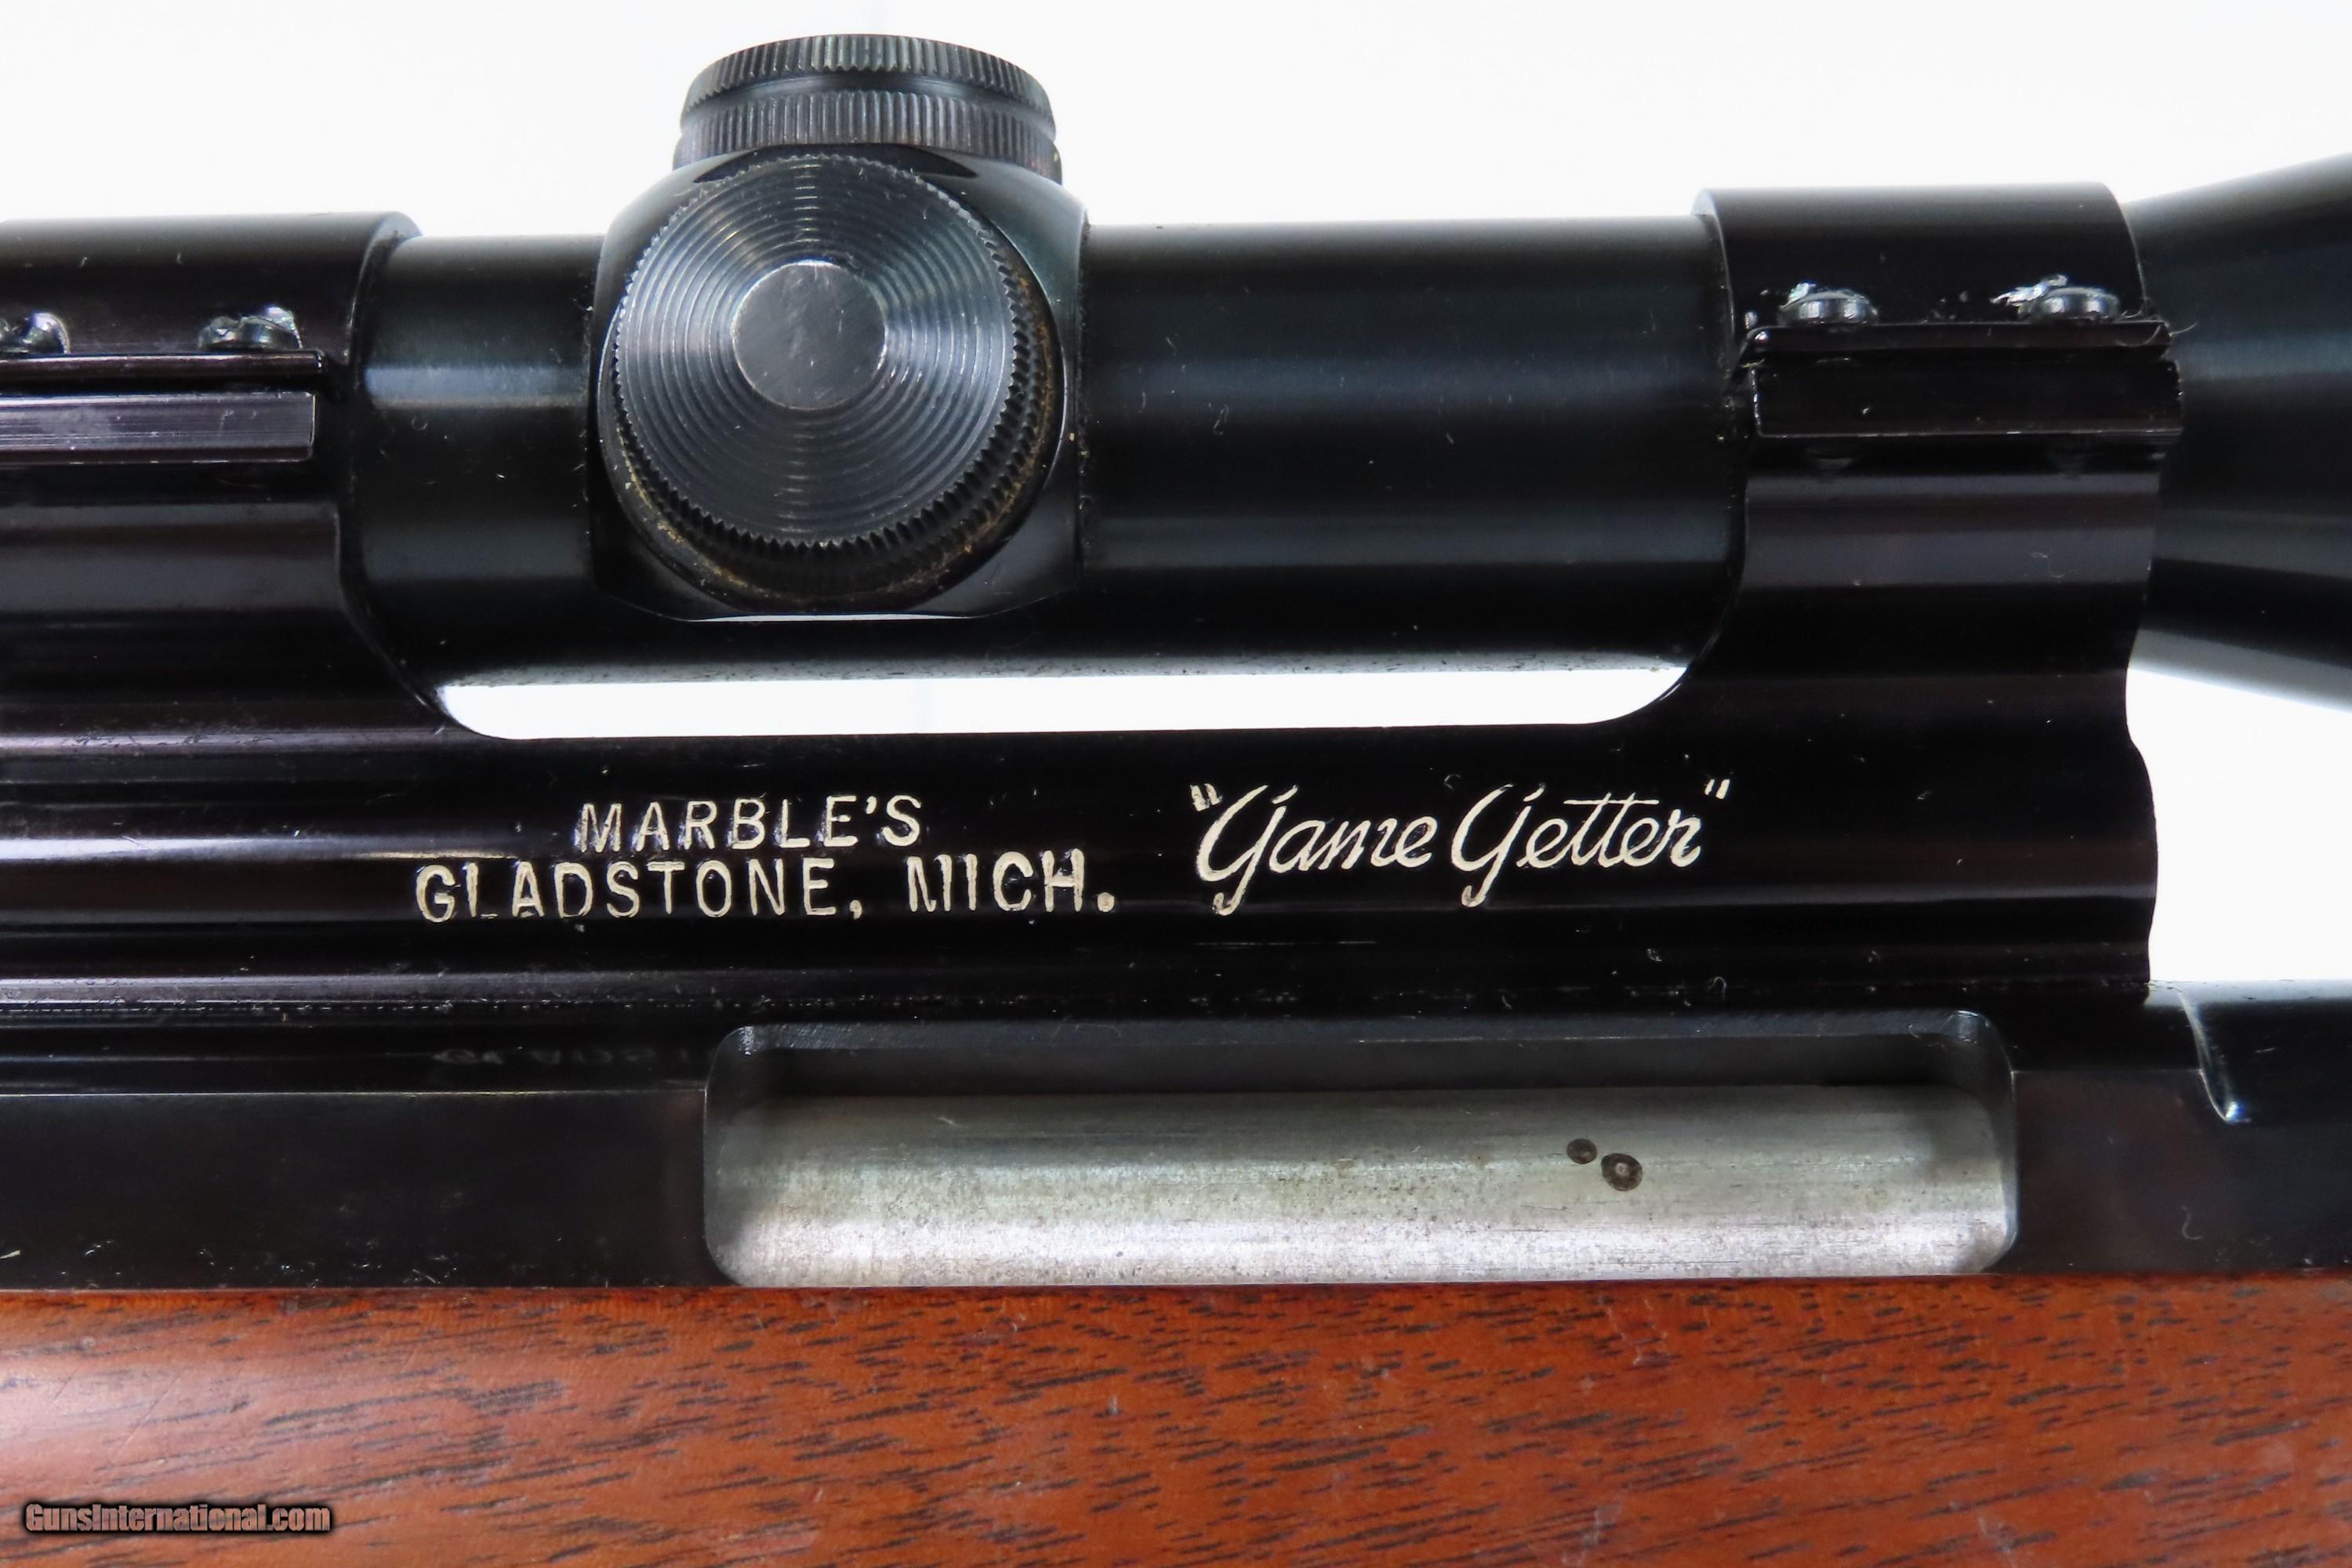 MARBLE'S
GLADSTONE, MICH.
"Game Getter"
GunsInternational.com